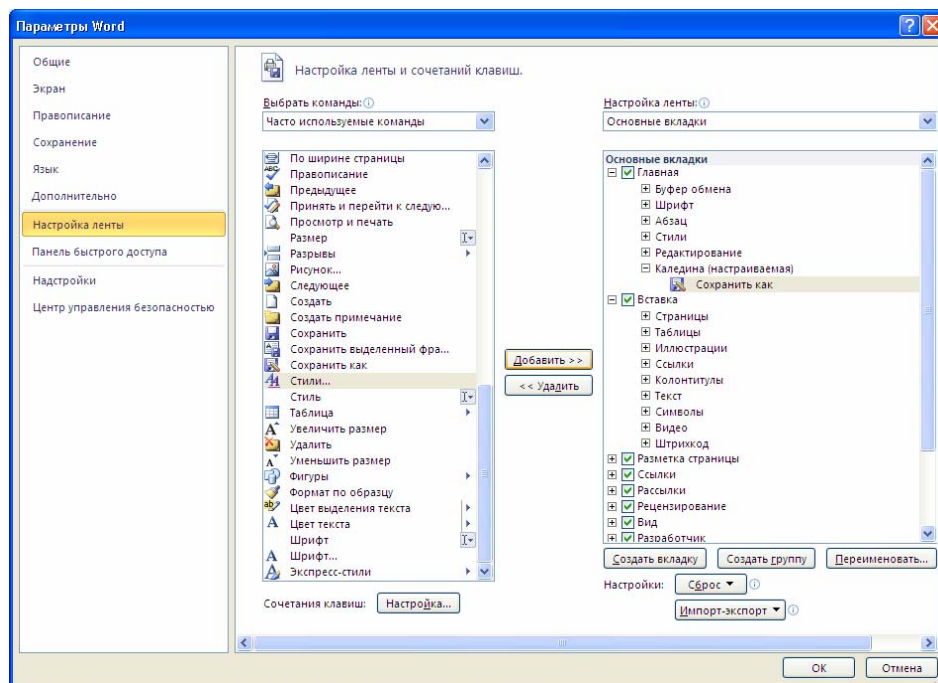 Параметры Word
Общие
Экран
Правописание
Сохранение
Язык
Дополнительно
Настройка ленты
Панель быстрого доступа
Надстройки
Центр управления безопасностью
Настройка ленты и сочетаний клавиш.
Выбрать команды:
Часто используемые команды
По ширине страницы
Правописание
Предыдущее
Принять и перейти к следую...
Просмотр и печать
Размер
Разрывы
Рисунок...
Следующее
Создать
Создать примечание
Сохранить
Сохранить выделенный фра...
Сохранить как
Стили...
Стиль
Таблица
Увеличить размер
Удалить
Уменьшить размер
Фигуры
Формат по образцу
Цвет выделения текста
Цвет текста
Шрифт
Шрифт...
Экспресс-стили
Сочетания клавиш: Настройка...
Добавить >>
<< Удалить
Настройка ленты:
Основные вкладки
Основные вкладки
Главная
Буфер обмена
Шрифт
Абзац
Стили
Редактирование
Каледина (настраиваемая)
Сохранить как
Вставка
Страницы
Таблицы
Иллюстрации
Ссылки
Колонтитулы
Текст
Символы
Видео
Штрихкод
Разметка страницы
Ссылки
Рассылки
Рецензирование
Вид
Разработчик
Создать вкладку Создать группу Переименовать...
Настройки: Сброс
Импорт-экспорт
ОК Отмена